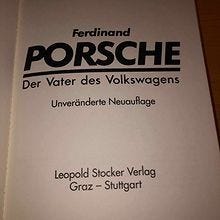 Ferdinand
PORSCHE
Der Vater des Volkswagens
Unveränderte Neuauflage
Leopold Stocker Verlag
Graz – Stuttgart